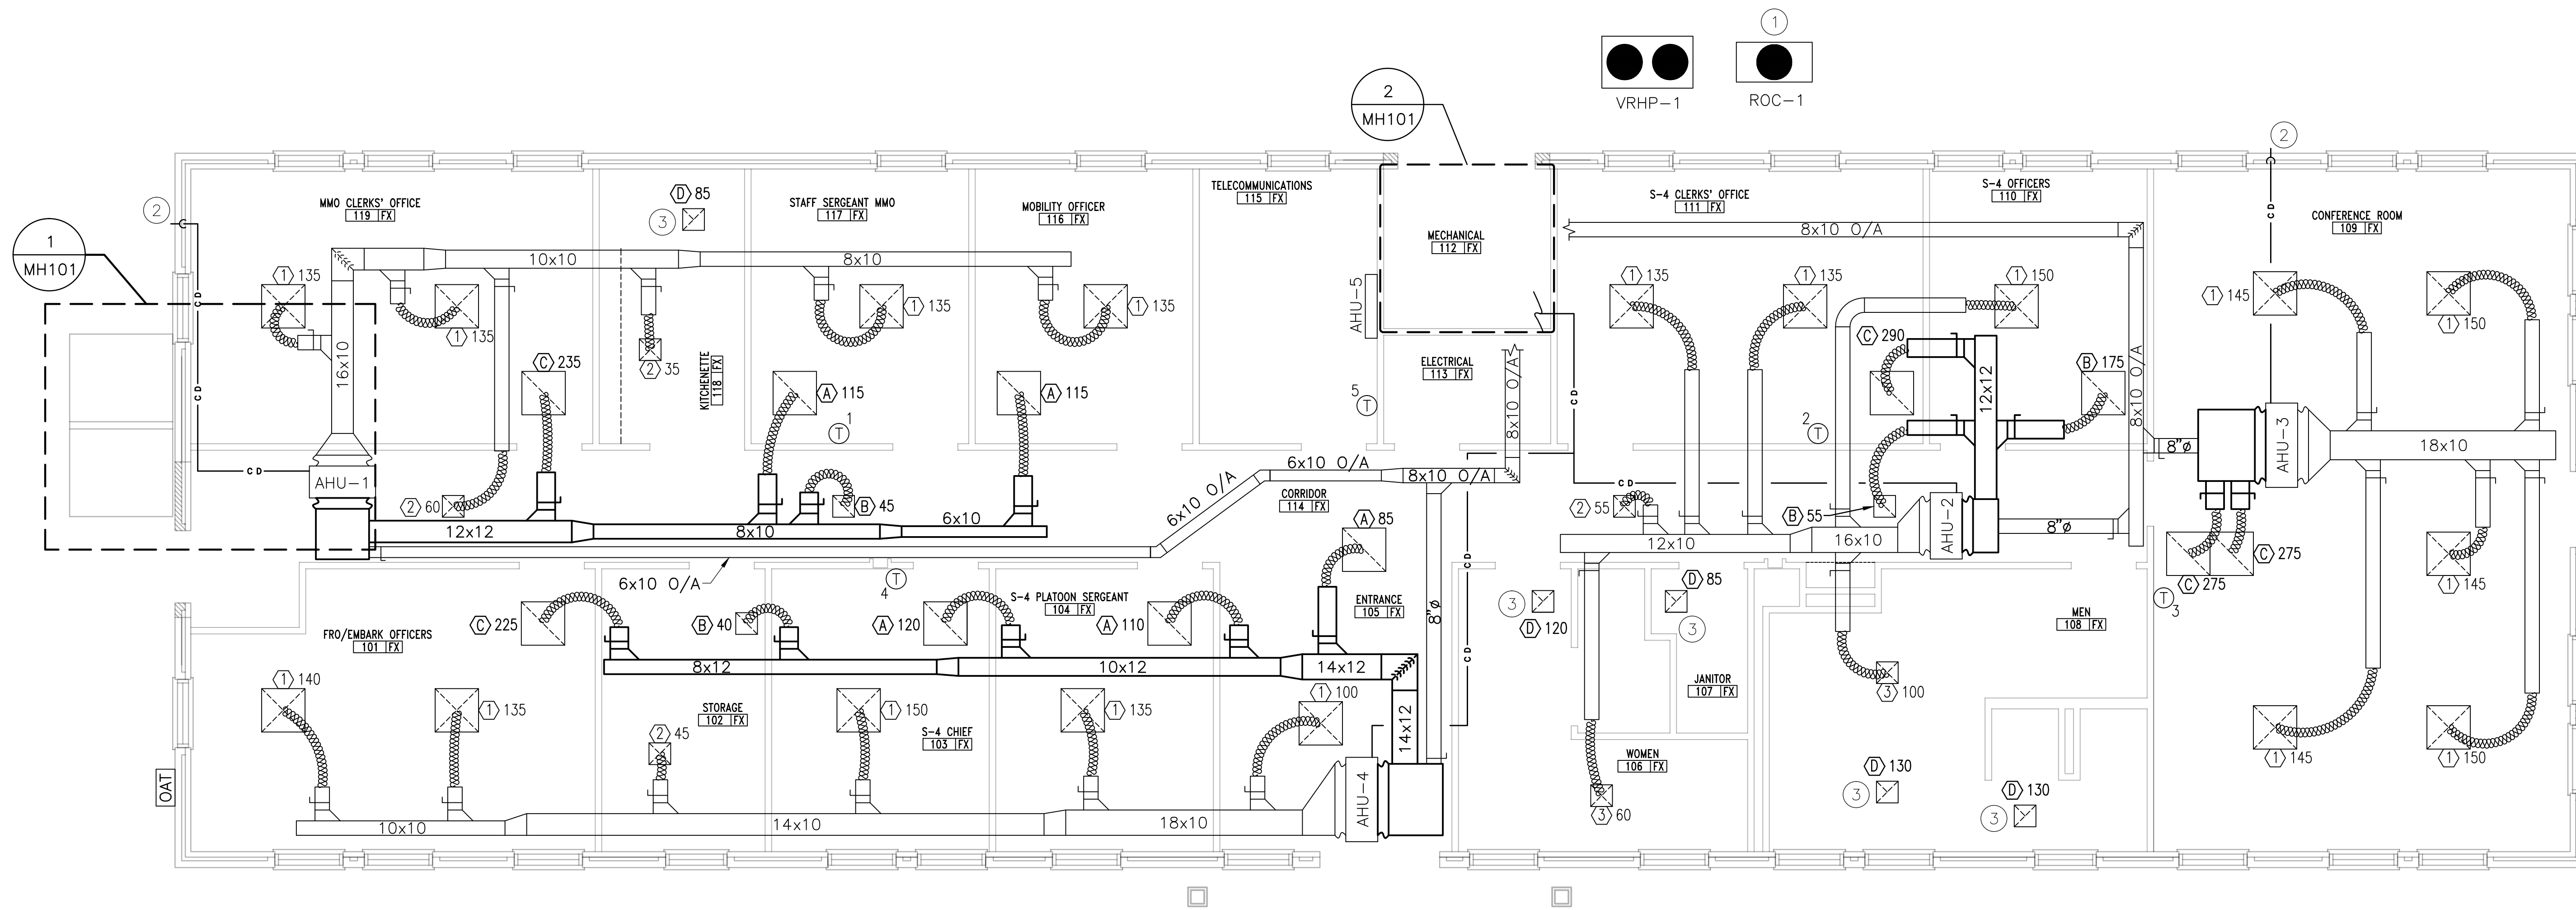 1
VRHP-1
ROC-1
2
MH101
2
2
1
MH101
MMO CLERKS' OFFICE
119 FX
D 85
3
STAFF SERGEANT MMO
117 FX
MOBILITY OFFICER
116 FX
TELECOMMUNICATIONS
115 FX
MECHANICAL
112 FX
S-4 CLERKS' OFFICE
111 FX
S-4 OFFICERS
110 FX
CONFERENCE ROOM
109 FX
10x10
8x10
8x10 O/A
C D
C D
1 135
1 135
1 135
1 135
16x10
2 35
KITCHENETTE
118 FX
C 235
A 115
A 115
1
T
AHU-5
5
T
ELECTRICAL
113 FX
8x10 O/A
C D
1 135
1 135
1 150
C 290
B 175
12x12
2
T
8x10 O/A
1 145
1 150
C D
AHU-1
2 60
B 45
12x12
8x10
6x10
6x10 O/A
6x10 O/A
6x10 O/A
8x10 O/A
CORRIDOR
114 FX
A 85
C D
2 55
B 55
AHU-2
12x10
16x10
8"ø
8"ø
AHU-3
18x10
C 275
C 275
1 145
T
4
T
3
FRO/EMBARK OFFICERS
101 FX
C 225
B 40
A 120
S-4 PLATOON SERGEANT
104 FX
A 110
ENTRANCE
105 FX
8"ø
C D
3
D 120
D 85
3
MEN
108 FX
8x12
10x12
14x12
1 140
1 135
STORAGE
102 FX
2 45
1 150
S-4 CHIEF
103 FX
1 135
1 100
14x12
JANITOR
107 FX
3 100
WOMEN
106 FX
3 60
D 130
3
D 130
3
1 145
1 150
OAT
10x10
14x10
18x10
AHU-4